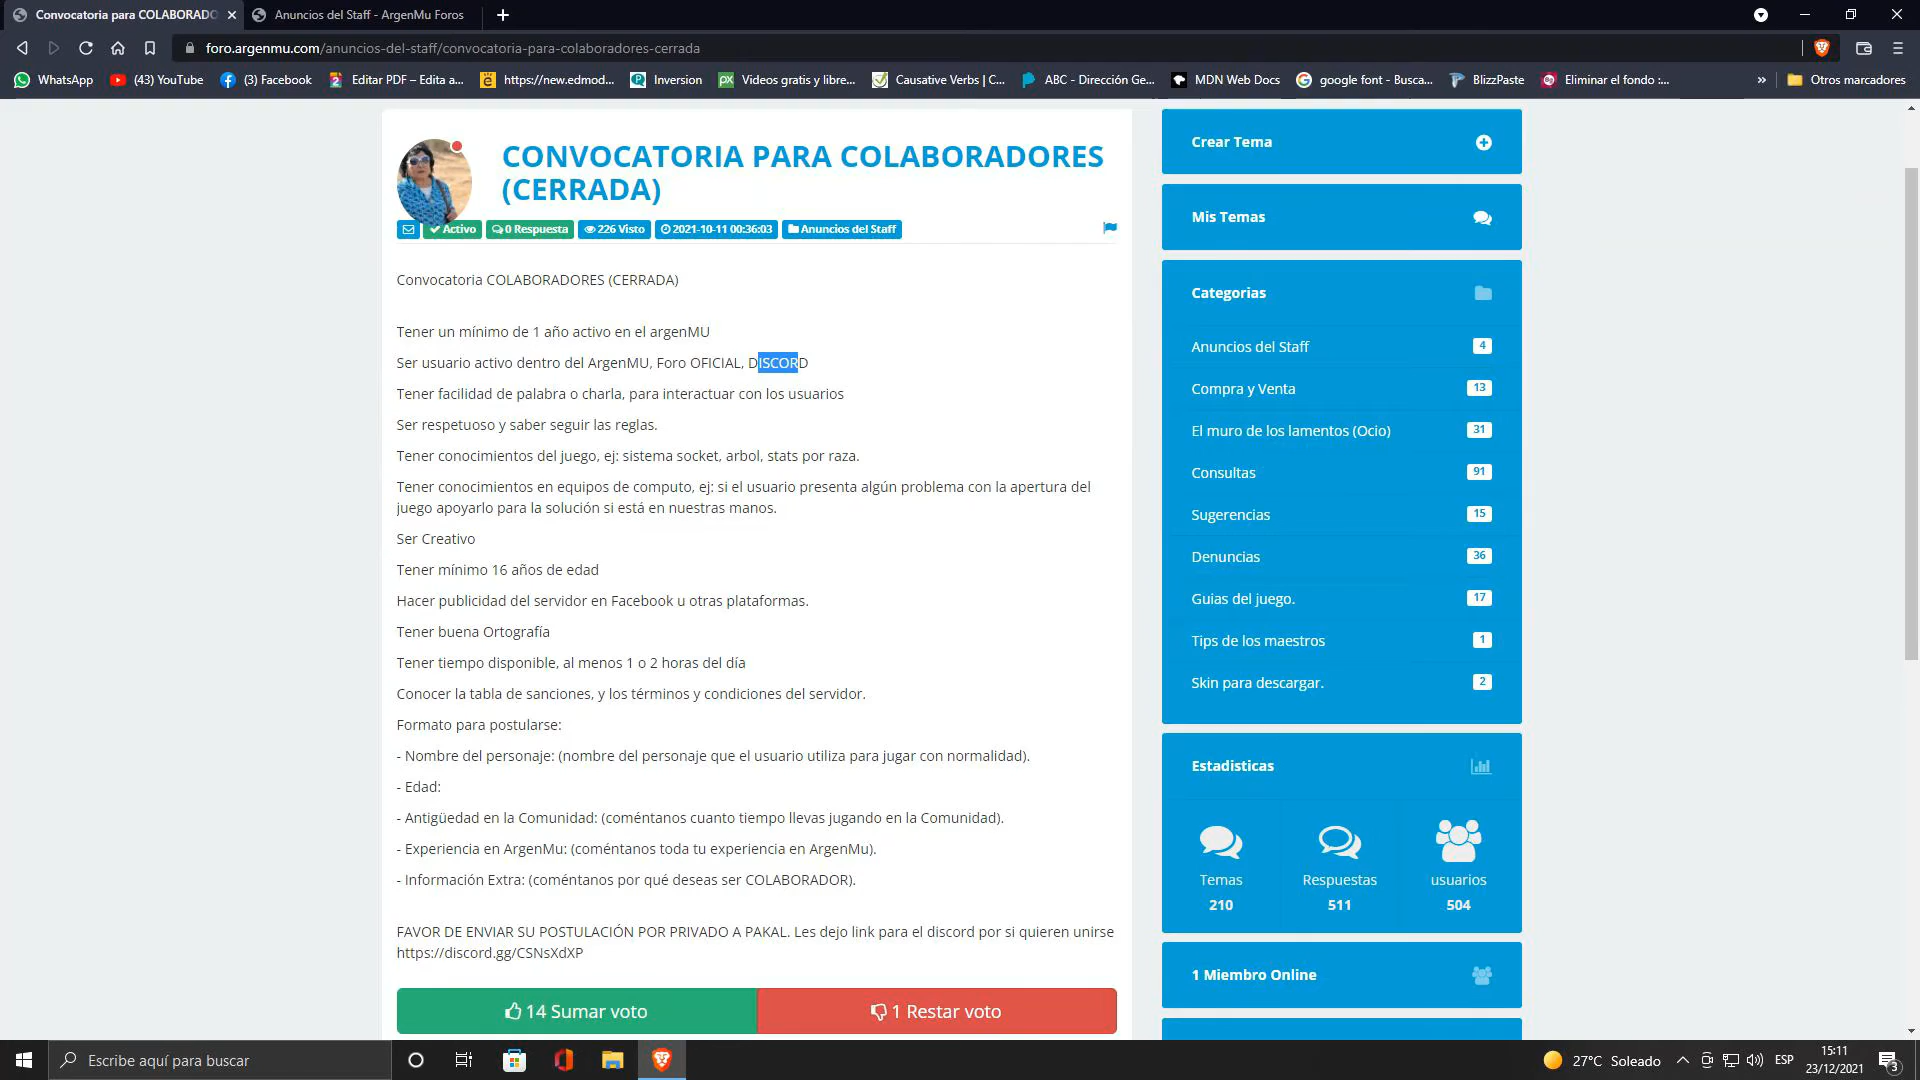 Convocatoria para COLABORADO
Anuncios del Staff - ArgenMu Foros
foro.argenmu.com/anuncios-del-staff/convocatoria-para-colaboradores-cerrada
WhatsApp
(43) YouTube
(3) Facebook
Editar PDF – Edita a...
https://new.edmod...
Inversion
Videos gratis y libre...
Causative Verbs | C...
ABC - Dirección Ge...
MDN Web Docs
google font - Busca...
BlizzPaste
Eliminar el fondo :...
»
Otros marcadores
CONVOCATORIA PARA COLABORADORES
(CERRADA)
Activo
0 Respuesta
226 Visto
2021-10-11 00:36:03
Anuncios del Staff
Convocatoria COLABORADORES (CERRADA)
Tener un mínimo de 1 año activo en el argenMU
Ser usuario activo dentro del ArgenMU, Foro OFICIAL, DISCORD
Tener facilidad de palabra o charla, para interactuar con los usuarios
Ser respetuoso y saber seguir las reglas.
Tener conocimientos del juego, ej: sistema socket, arbol, stats por raza.
Tener conocimientos en equipos de computo, ej: si el usuario presenta algún problema con la apertura del
juego apoyarlo para la solución si está en nuestras manos.
Ser Creativo
Tener mínimo 16 años de edad
Hacer publicidad del servidor en Facebook u otras plataformas.
Tener buena Ortografía
Tener tiempo disponible, al menos 1 o 2 horas del día
Conocer la tabla de sanciones, y los términos y condiciones del servidor.
Formato para postularse:
- Nombre del personaje: (nombre del personaje que el usuario utiliza para jugar con normalidad).
- Edad:
- Antigüedad en la Comunidad: (coméntanos cuanto tiempo llevas jugando en la Comunidad).
- Experiencia en ArgenMu: (coméntanos toda tu experiencia en ArgenMu).
- Información Extra: (coméntanos por qué deseas ser COLABORADOR).
FAVOR DE ENVIAR SU POSTULACIÓN POR PRIVADO A PAKAL. Les dejo link para el discord por si quieren unirse
https://discord.gg/CSNsXdXP
14 Sumar voto
1 Restar voto
Crear Tema
Mis Temas
Categorias
Anuncios del Staff 4
Compra y Venta 13
El muro de los lamentos (Ocio) 31
Consultas 91
Sugerencias 15
Denuncias 36
Guias del juego. 17
Tips de los maestros 1
Skin para descargar. 2
Estadisticas
Temas
210
Respuestas
511
usuarios
504
1 Miembro Online
Escribe aquí para buscar
27°C Soleado
ESP
15:11
23/12/2021
3